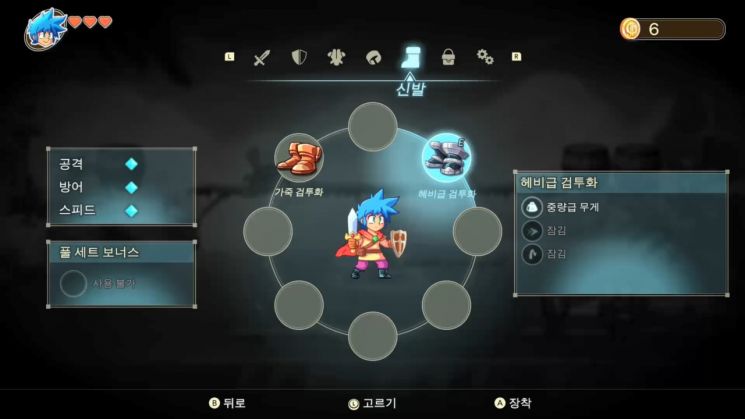 6
L
R
신발
공격
방어
스피드
풀 세트 보너스
사용 불가
가죽 검투화
E
헤비급 검투화
헤비급 검투화
중량급 무게
잠김
잠김
B 뒤로
L 고르기
A 장착